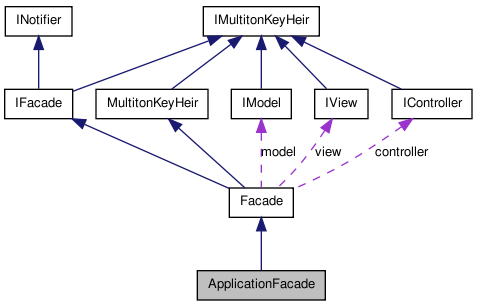 INotifier
IMultitonKeyHeir
IFacade
MultitonKeyHeir
IModel
IView
IController
model
view
controller
Facade
ApplicationFacade